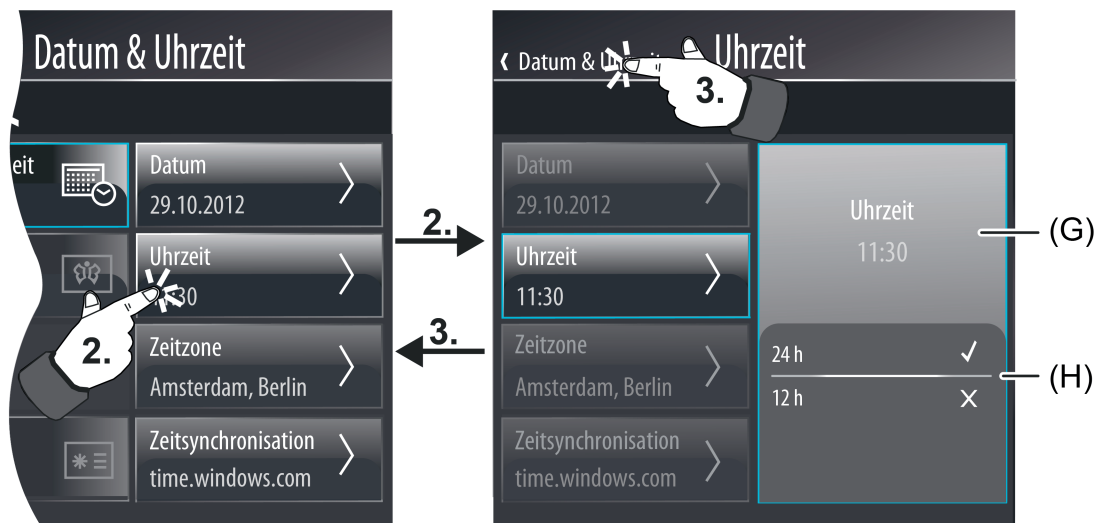 Datum & Uhrzeit
eit
Datum
29.10.2012
Uhrzeit
:30
2.
Zeitzone
Amsterdam, Berlin
Zeitsynchronisation
time.windows.com
2.
3.
‹ Datum & U
Uhrzeit
3.
Datum
29.10.2012
Uhrzeit
11:30
Zeitzone
Amsterdam, Berlin
Zeitsynchronisation
time.windows.com
Uhrzeit
11:30
24 h
12 h X
(G)
(H)